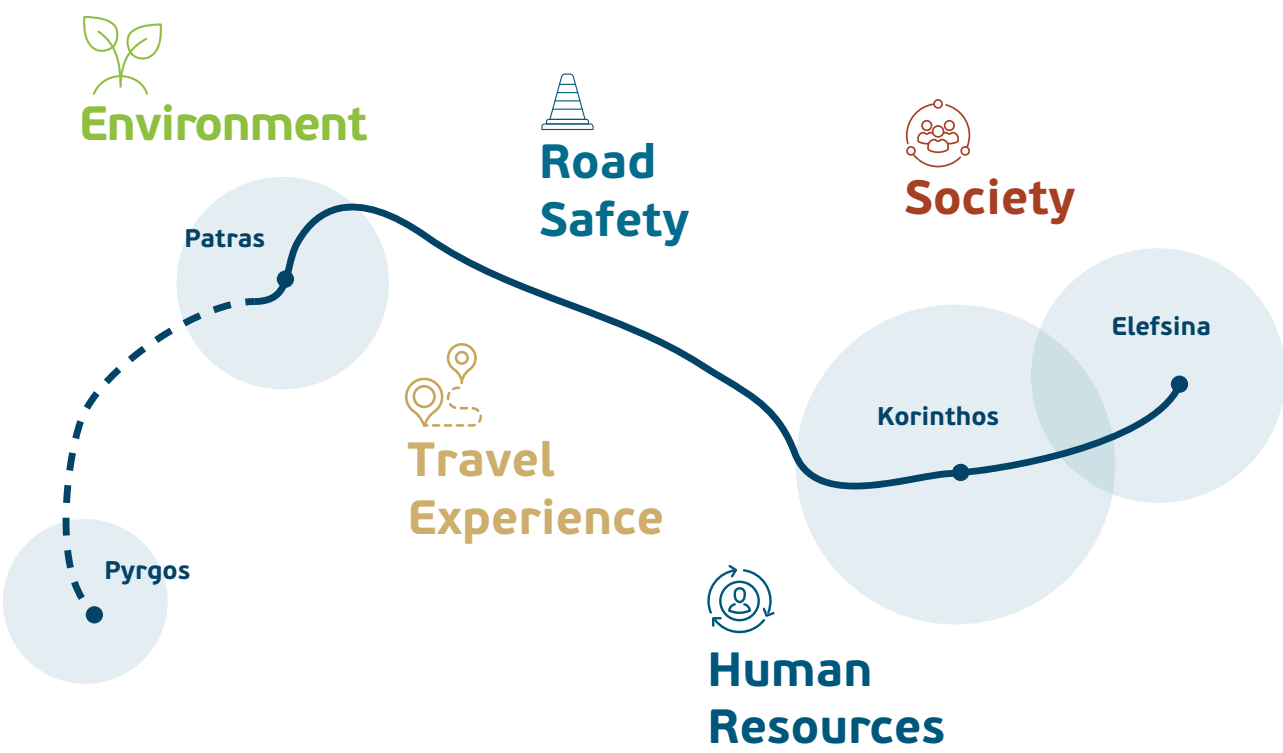 Environment
Road
Safety
Society
Patras
Elefsina
Korinthos
Travel
Experience
Pyrgos
Human
Resources